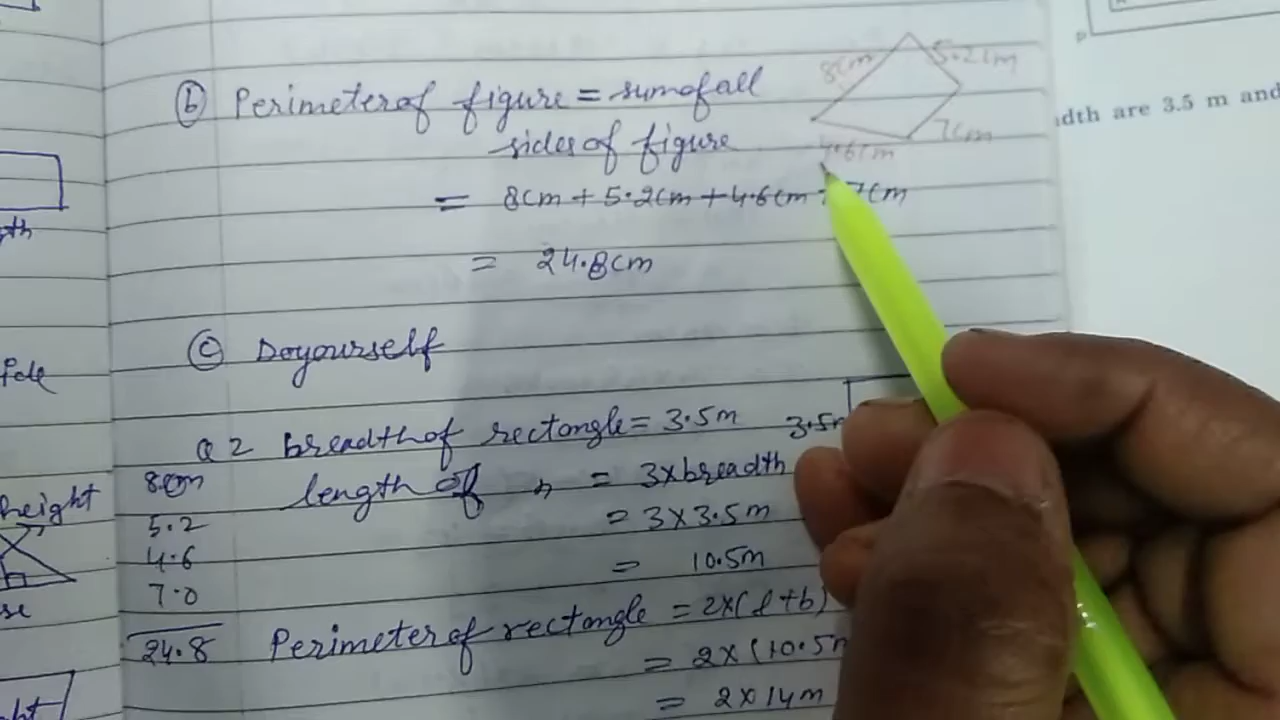 8cm 5.2cm
ⓑ Perimeter of figure = sum of all
sides of figure
4.6cm 7cm
= 8cm + 5.2cm + 4.6cm + 7cm
= 24.8cm
ⓒ Do yourself
Q 2 breadth of rectangle = 3.5m
length of 〃 = 3×breadth
= 3×3.5m
= 10.5m
Perimeter of rectangle = 2×(l+b)
= 2×(10.5m
= 2×14m
8cm
5.2
4.6
7.0
24.8
height
dth are 3.5 m and